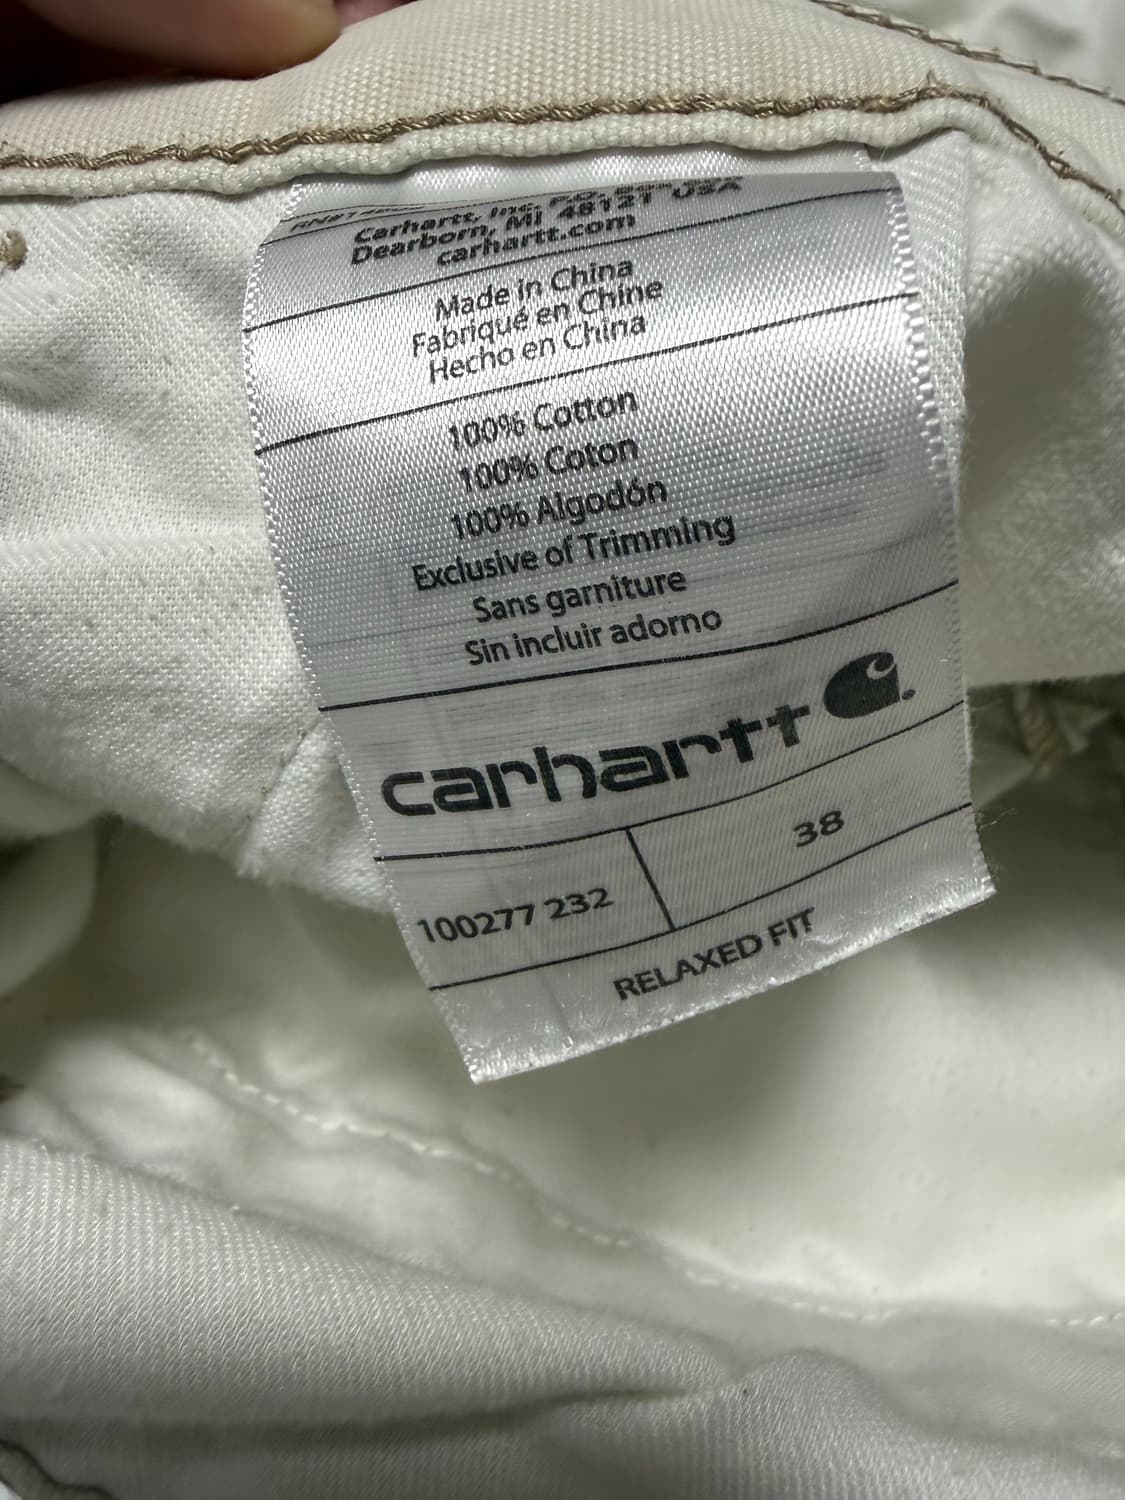 Carhartt, Inc. P.O.
Dearborn, MI 48121 USA
carhartt.com
Made in China
Fabriqué en Chine
Hecho en China
100% Cotton
100% Coton
100% Algodón
Exclusive of Trimming
Sans garniture
Sin incluir adorno
carhartt
100277 232
38
RELAXED FIT